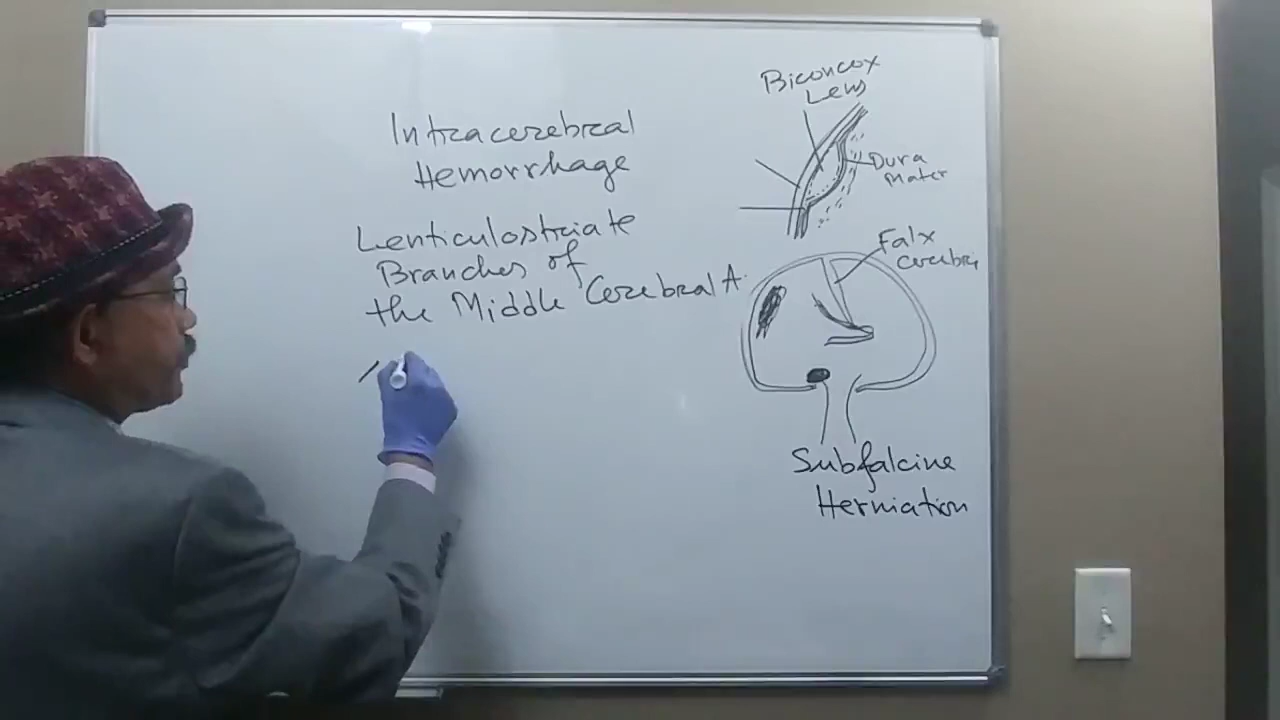 Intracerebral
Hemorrhage
Lenticulostriate
Branches of
the Middle Cerebral A.
Biconcox
Lens
Dura
Mater
Falx
Cerebri
Subfalcine
Herniation